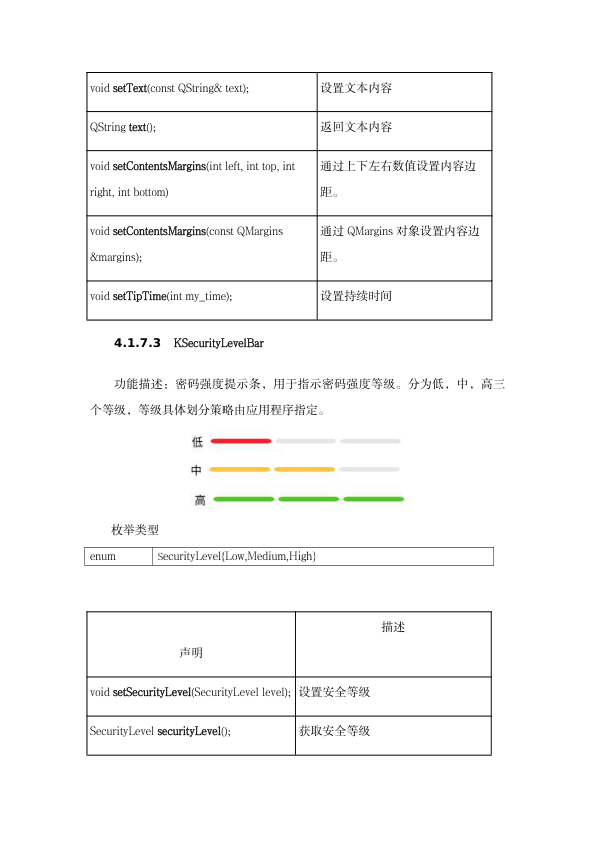 void setText(const QString& text); 设置文本内容
QString text(); 返回文本内容
void setContentsMargins(int left, int top, int 通过上下左右数值设置内容边
right, int bottom) 距。
void setContentsMargins(const QMargins 通过 QMargins 对象设置内容边
&margins); 距。
void setTipTime(int my_time); 设置持续时间
4.1.7.3 KSecurityLevelBar
功能描述：密码强度提示条，用于指示密码强度等级。分为低，中，高三
个等级，等级具体划分策略由应用程序指定。
低
中
高
枚举类型
enum SecurityLevel{Low,Medium,High}
描述
声明
void setSecurityLevel(SecurityLevel level); 设置安全等级
SecurityLevel securityLevel(); 获取安全等级